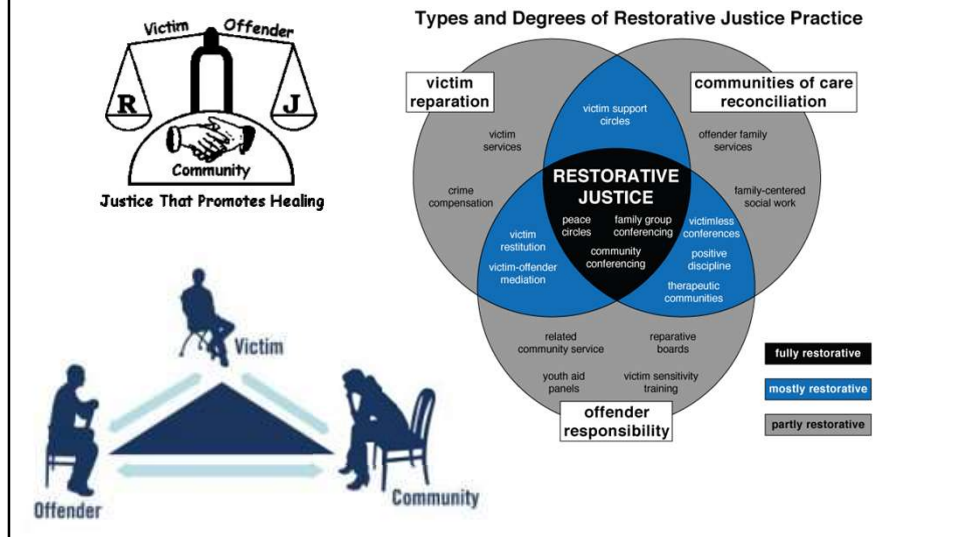 Victim Offender
R J
Community
Justice That Promotes Healing
Victim
Offender
Community
Types and Degrees of Restorative Justice Practice
victim
reparation
communities of care
reconciliation
victim support
circles
victim
services
offender family
services
crime
compensation
family-centered
social work
RESTORATIVE
JUSTICE
peace
circles
family group
conferencing
community
conferencing
victim
restitution
victim-offender
mediation
victimless
conferences
positive
discipline
therapeutic
communities
related
community service
reparative
boards
youth aid
panels
victim sensitivity
training
offender
responsibility
fully restorative
mostly restorative
partly restorative